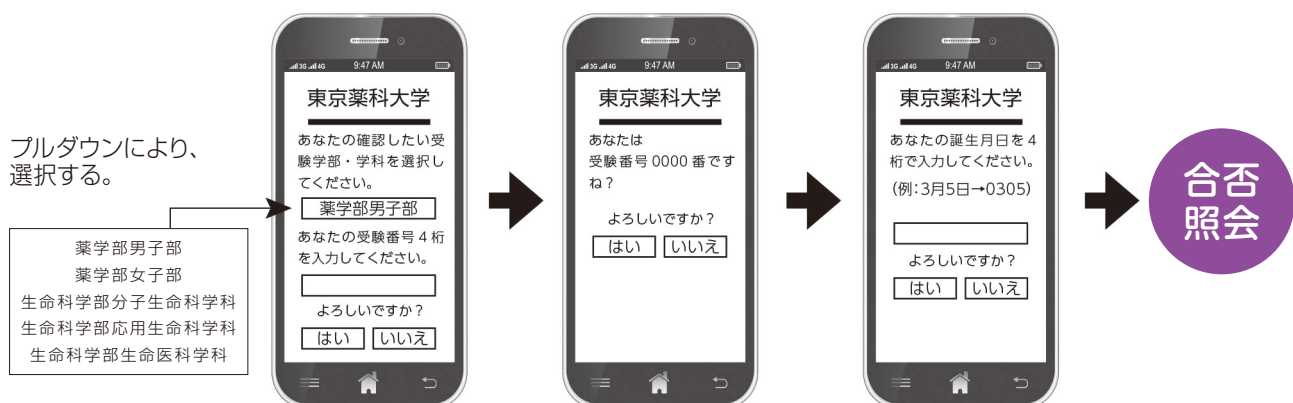 プルダウンにより、
選択する。
薬学部男子部
薬学部女子部
生命科学部分子生命科学科
生命科学部応用生命科学科
生命科学部生命医科学科
3G 4G 9:47 AM
東京薬科大学
あなたの確認したい受
験学部・学科を選択し
てください。
薬学部男子部
あなたの受験番号4桁
を入力してください。
よろしいですか？
はい いいえ
3G 4G 9:47 AM
東京薬科大学
あなたは
受験番号0000番です
ね？
よろしいですか？
はい いいえ
3G 4G 9:47 AM
東京薬科大学
あなたの誕生月日を4
桁で入力してください。
(例:3月5日→0305)
よろしいですか？
はい いいえ
合否
照会